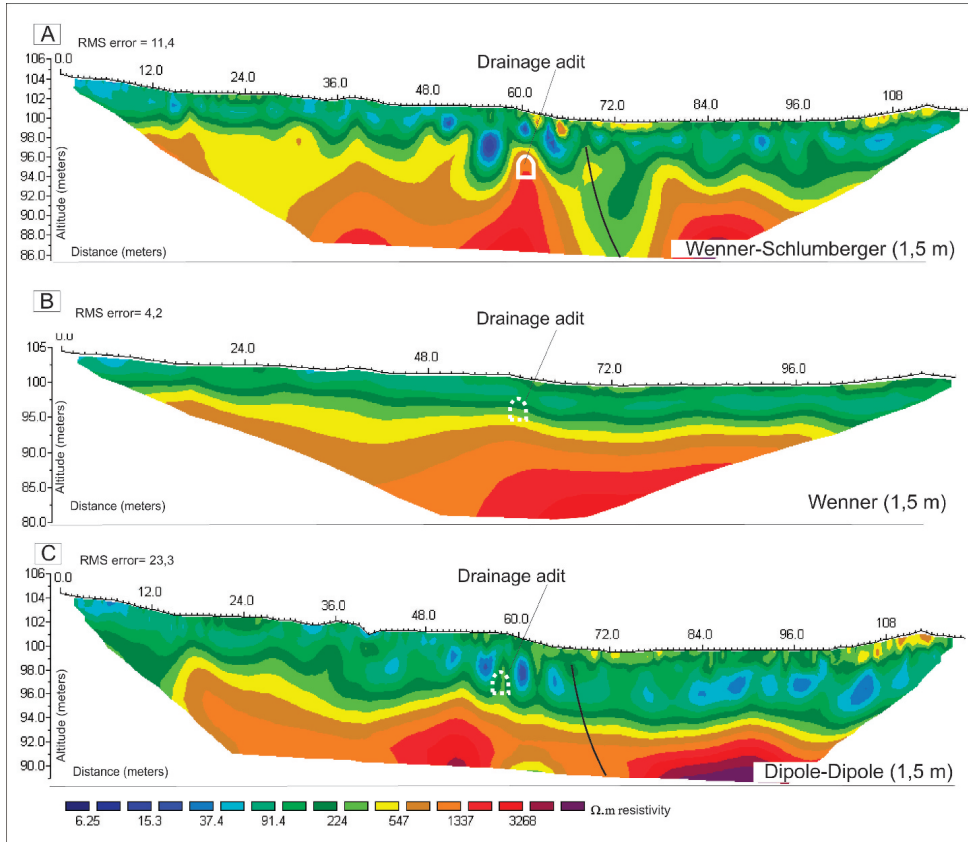 A
RMS error = 11,4
Drainage adit
0.0 12.0 24.0 36.0 48.0 60.0 72.0 84.0 96.0 108
106
104
102
100
98.0
96.0
94.0
92.0
90.0
88.0
86.0
Altitude (meters)
Distance (meters)
Wenner-Schlumberger (1,5 m)
B
RMS error= 4,2
Drainage adit
0.0 24.0 48.0 72.0 96.0
105
100
95.0
90.0
85.0
80.0
Altitude (meters)
Distance (meters)
Wenner (1,5 m)
C
RMS error= 23,3
Drainage adit
0.0 12.0 24.0 36.0 48.0 60.0 72.0 84.0 96.0 108
106
104
102
100
98.0
96.0
94.0
92.0
90.0
Altitude (meters)
Distance (meters)
Dipole-Dipole (1,5 m)
Ω.m resistivity
6.25 15.3 37.4 91.4 224 547 1337 3268